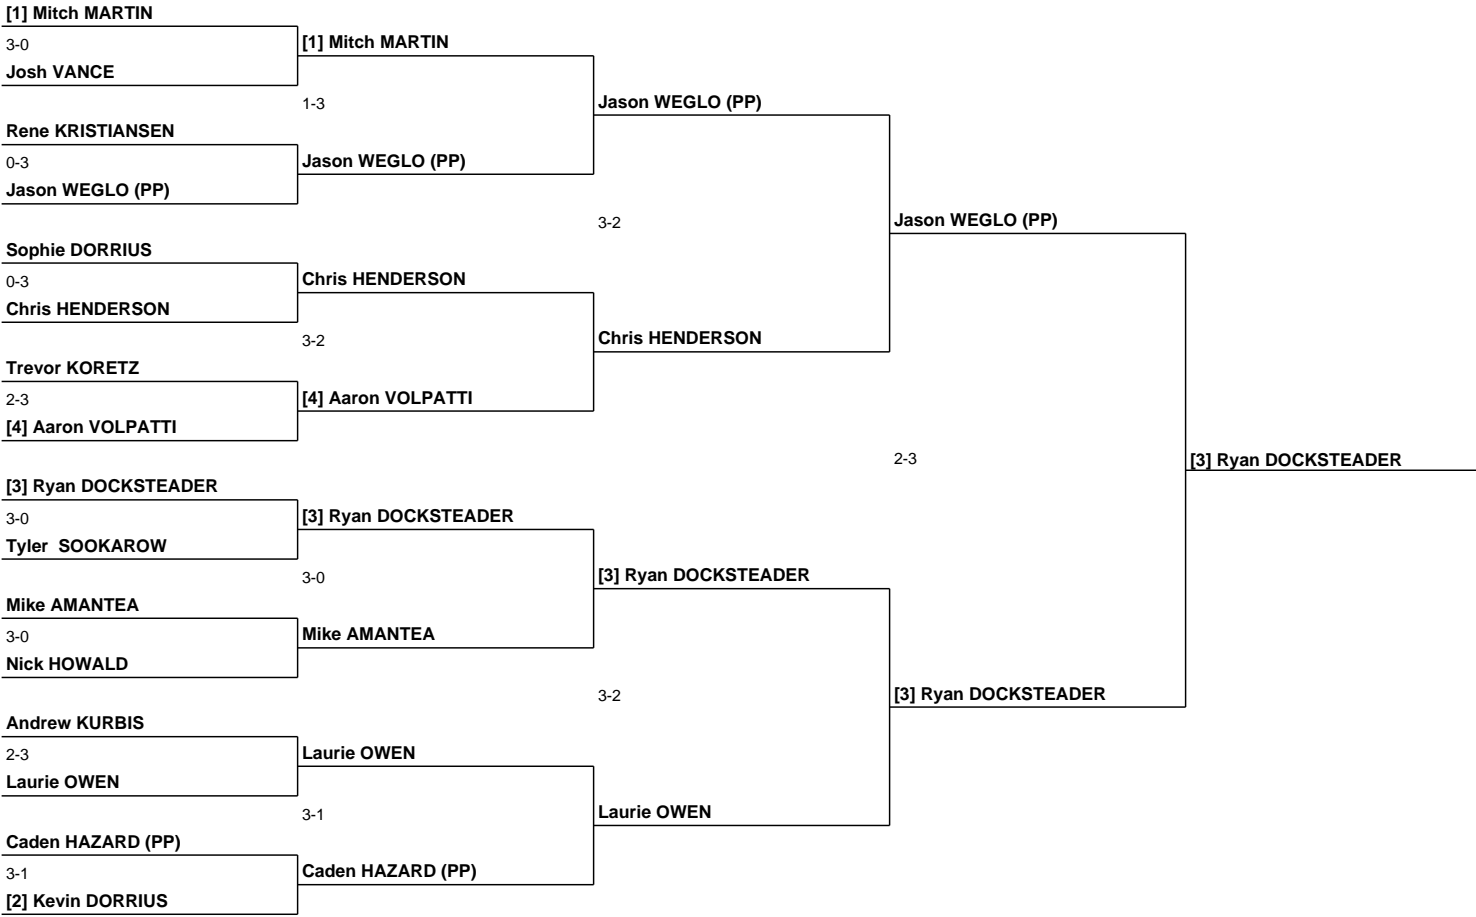 [1] Mitch MARTIN
3-0
Josh VANCE
Rene KRISTIANSEN
0-3
Jason WEGLO (PP)
Sophie DORRIUS
0-3
Chris HENDERSON
Trevor KORETZ
2-3
[4] Aaron VOLPATTI
[3] Ryan DOCKSTEADER
3-0
Tyler  SOOKAROW
Mike AMANTEA
3-0
Nick HOWALD
Andrew KURBIS
2-3
Laurie OWEN
Caden HAZARD (PP)
3-1
[2] Kevin DORRIUS
[1] Mitch MARTIN
1-3
Jason WEGLO (PP)
Chris HENDERSON
3-2
[4] Aaron VOLPATTI
[3] Ryan DOCKSTEADER
3-0
Mike AMANTEA
Laurie OWEN
3-1
Caden HAZARD (PP)
Jason WEGLO (PP)
3-2
Chris HENDERSON
[3] Ryan DOCKSTEADER
3-2
Laurie OWEN
Jason WEGLO (PP)
2-3
[3] Ryan DOCKSTEADER
[3] Ryan DOCKSTEADER